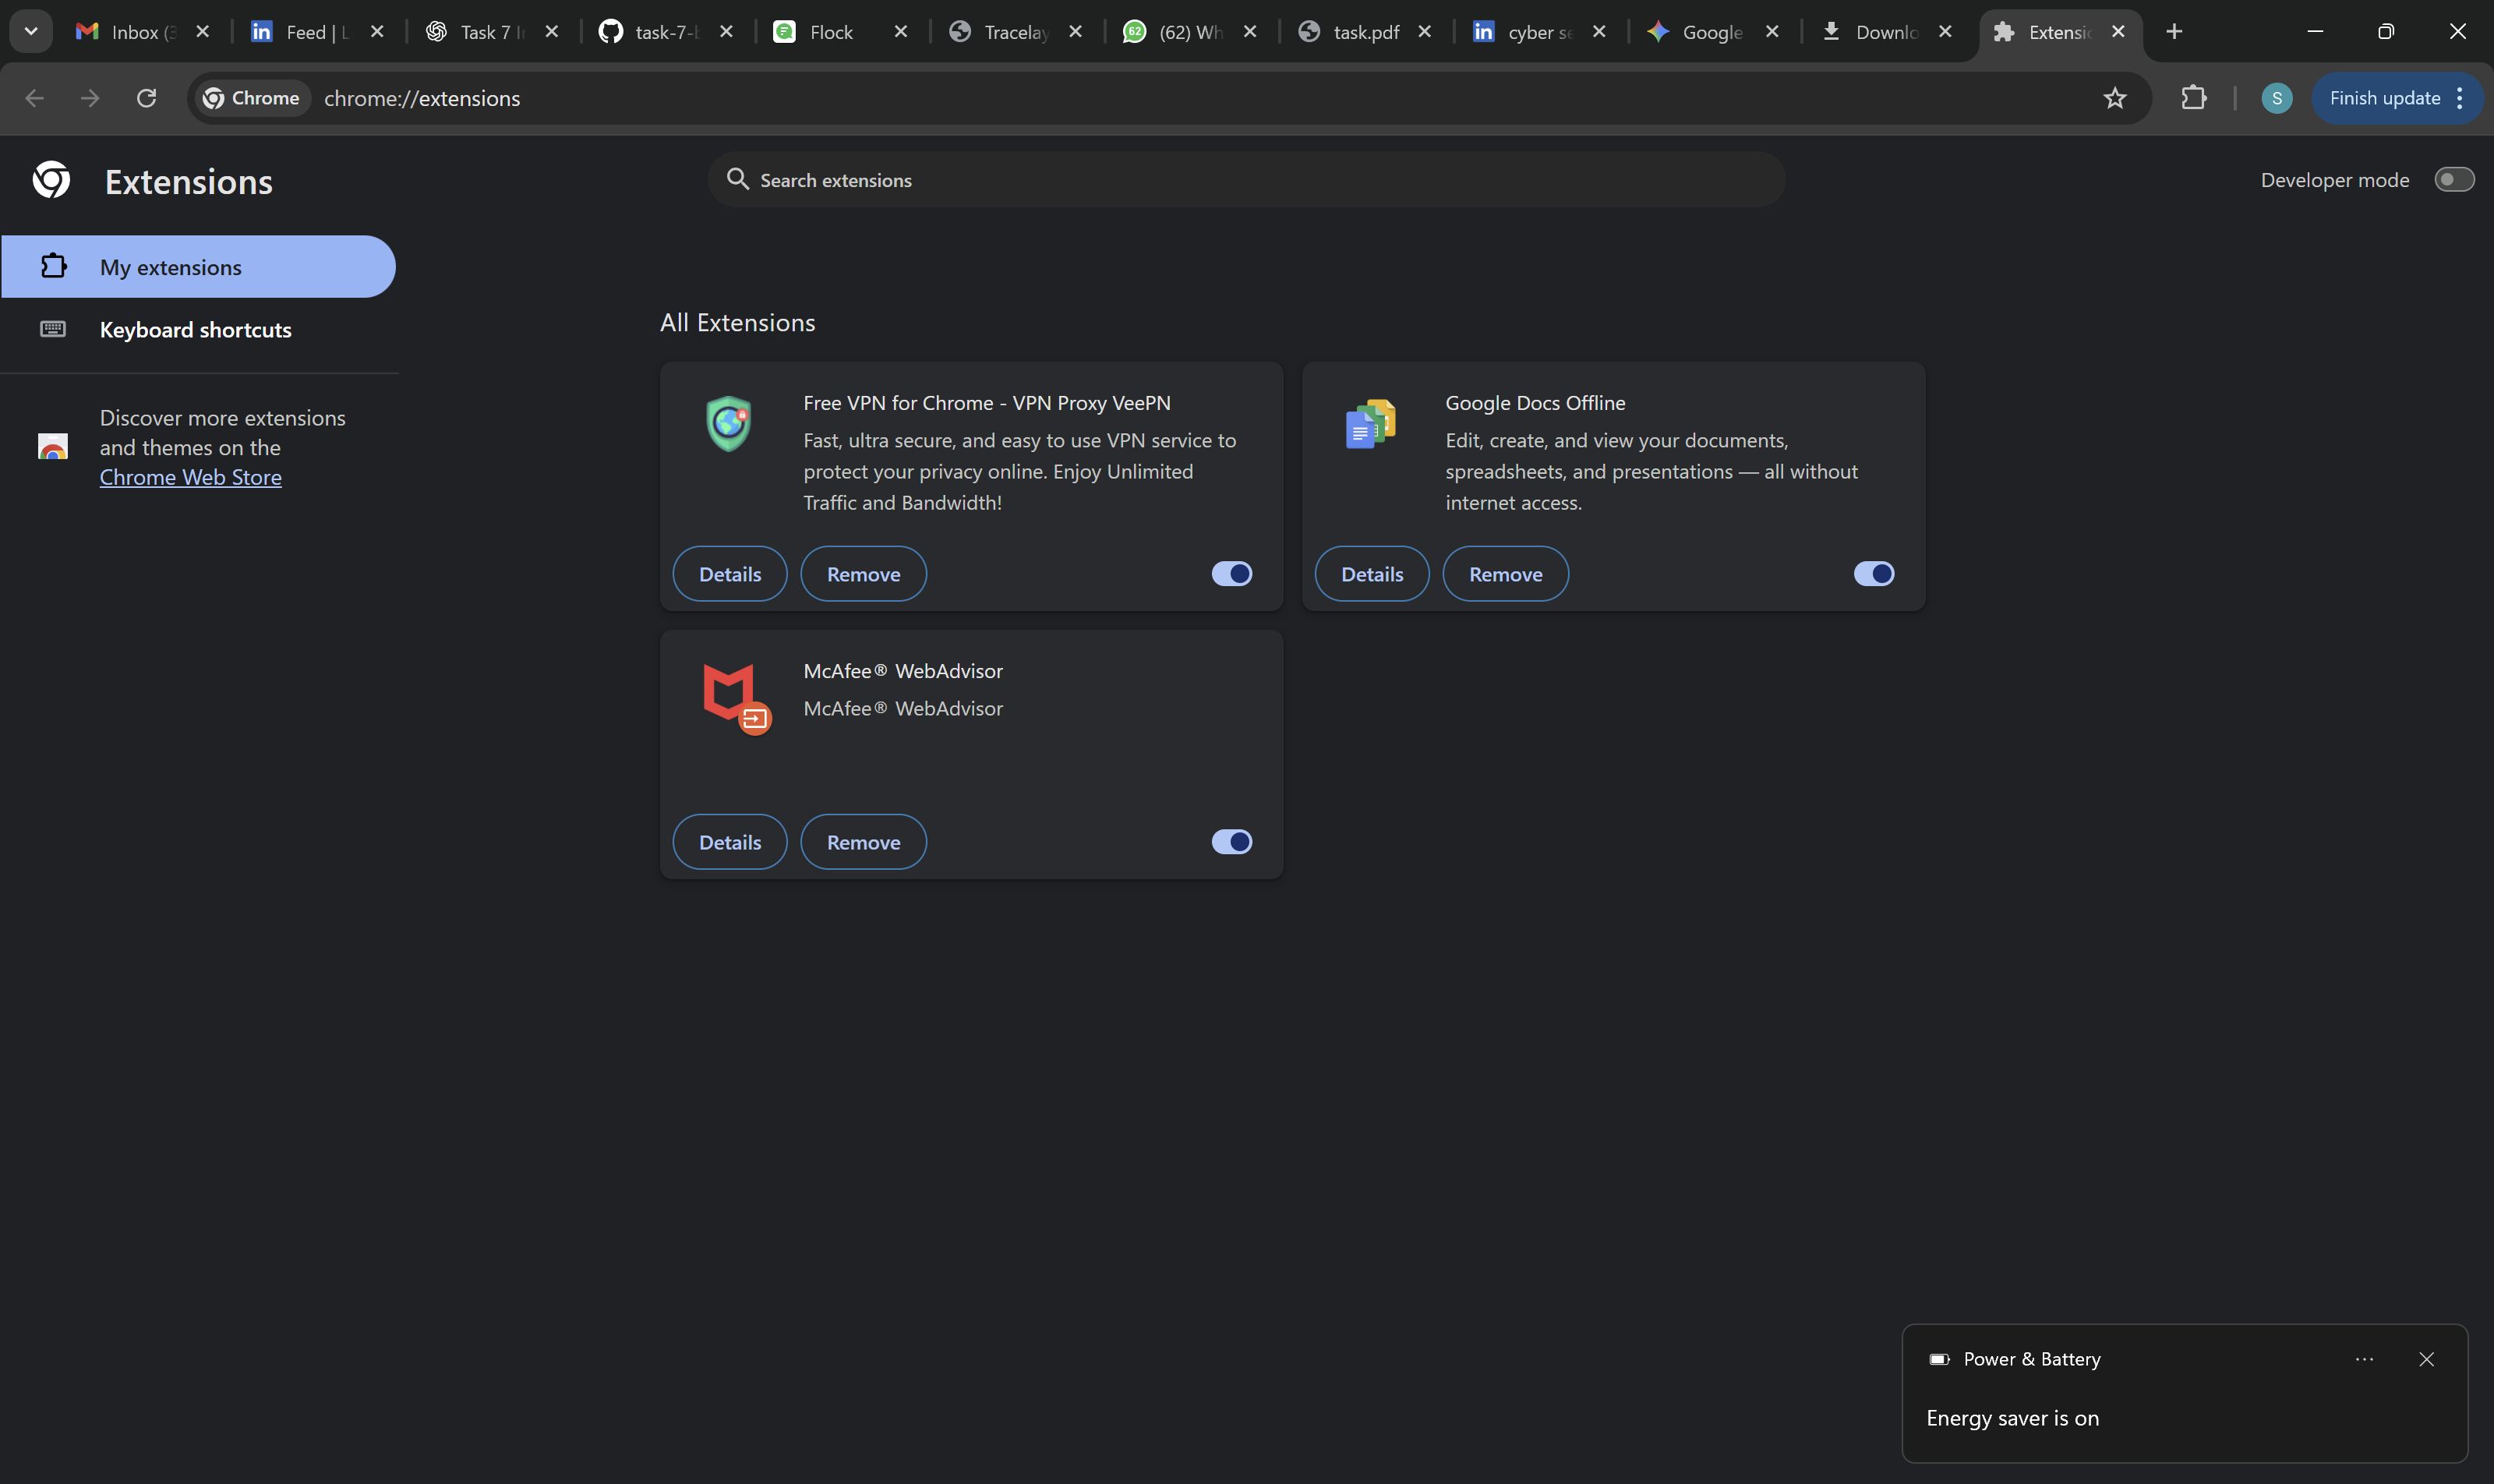 Inbox (3
Feed | L
Task 7 I
task-7-b
Flock
Tracelay
62
(62) Wh
task.pdf
cyber se
Google
Downlo
Extensio
Chrome
chrome://extensions
S
Finish update
Extensions
Search extensions
Developer mode
My extensions
Keyboard shortcuts
Discover more extensions
and themes on the
Chrome Web Store
All Extensions
Free VPN for Chrome - VPN Proxy VeePN
Fast, ultra secure, and easy to use VPN service to
protect your privacy online. Enjoy Unlimited
Traffic and Bandwidth!
Details
Remove
Google Docs Offline
Edit, create, and view your documents,
spreadsheets, and presentations — all without
internet access.
Details
Remove
McAfee® WebAdvisor
McAfee® WebAdvisor
Details
Remove
Power & Battery
Energy saver is on